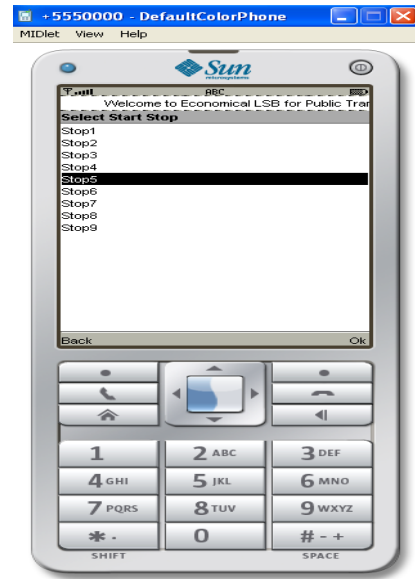 +5550000 - DefaultColorPhone
MIDlet View Help
Sun
microsystems
ABC
Welcome to Economical LSB for Public Tran
Select Start Stop
Stop1
Stop2
Stop3
Stop4
Stop5
Stop6
Stop7
Stop8
Stop9
Back Ok
1 2 ABC 3 DEF
4 GHI 5 JKL 6 MNO
7 PQRS 8 TUV 9 WXYZ
* . 0 # - +
SHIFT SPACE